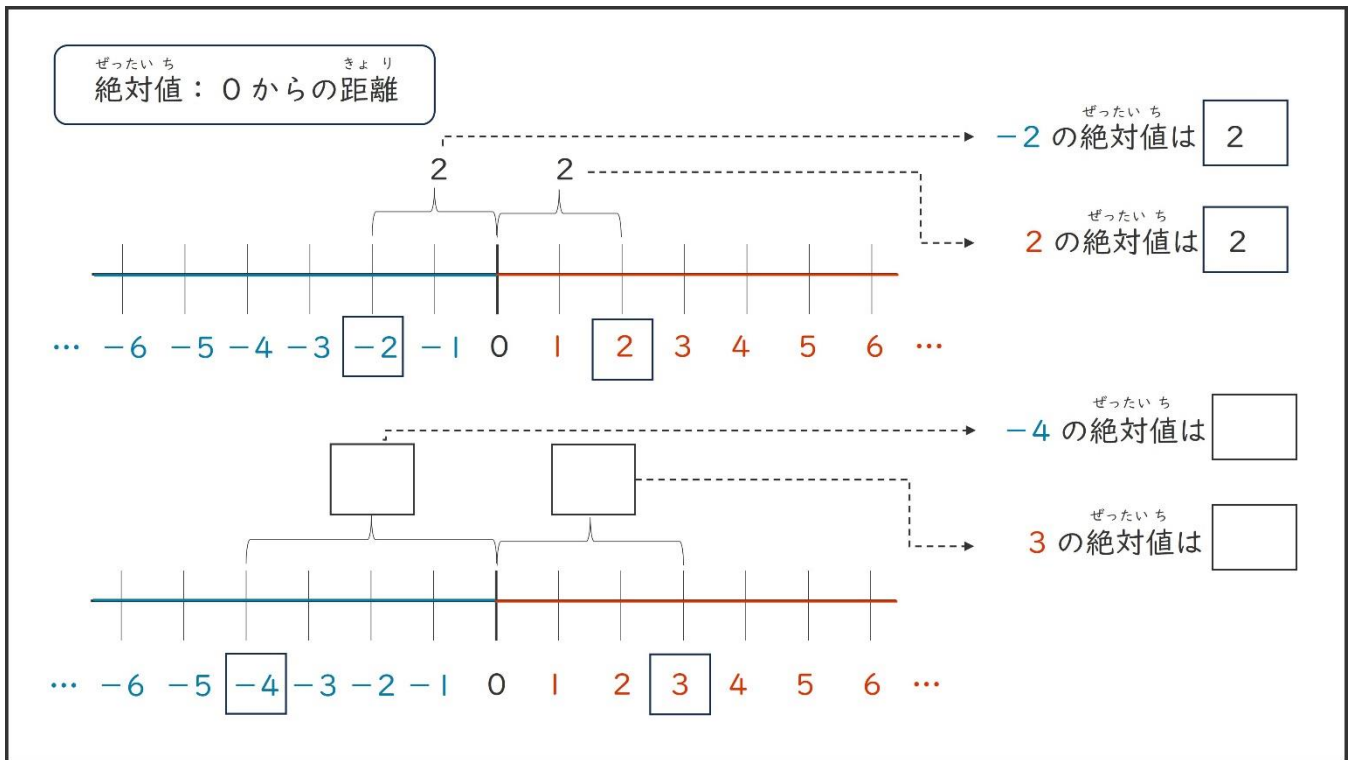 ぜったい ち きょ り
絶対値：0からの距離
ぜったい ち
－2 の絶対値は 2
2 2
ぜったい ち
2 の絶対値は 2
… －6 －5 －4 －3 －2 －1 0 1 2 3 4 5 6 …
ぜったい ち
－4 の絶対値は
ぜったい ち
3 の絶対値は
… －6 －5 －4 －3 －2 －1 0 1 2 3 4 5 6 …